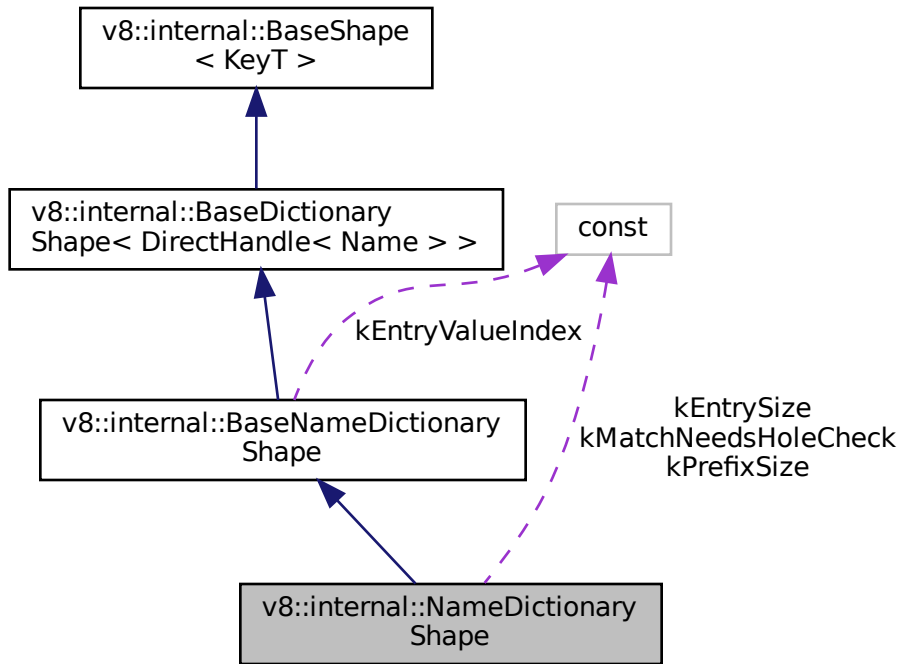 v8::internal::BaseShape
< KeyT >
v8::internal::BaseDictionary
Shape< DirectHandle< Name > >
const
kEntryValueIndex
v8::internal::BaseNameDictionary
Shape
kEntrySize
kMatchNeedsHoleCheck
kPrefixSize
v8::internal::NameDictionary
Shape